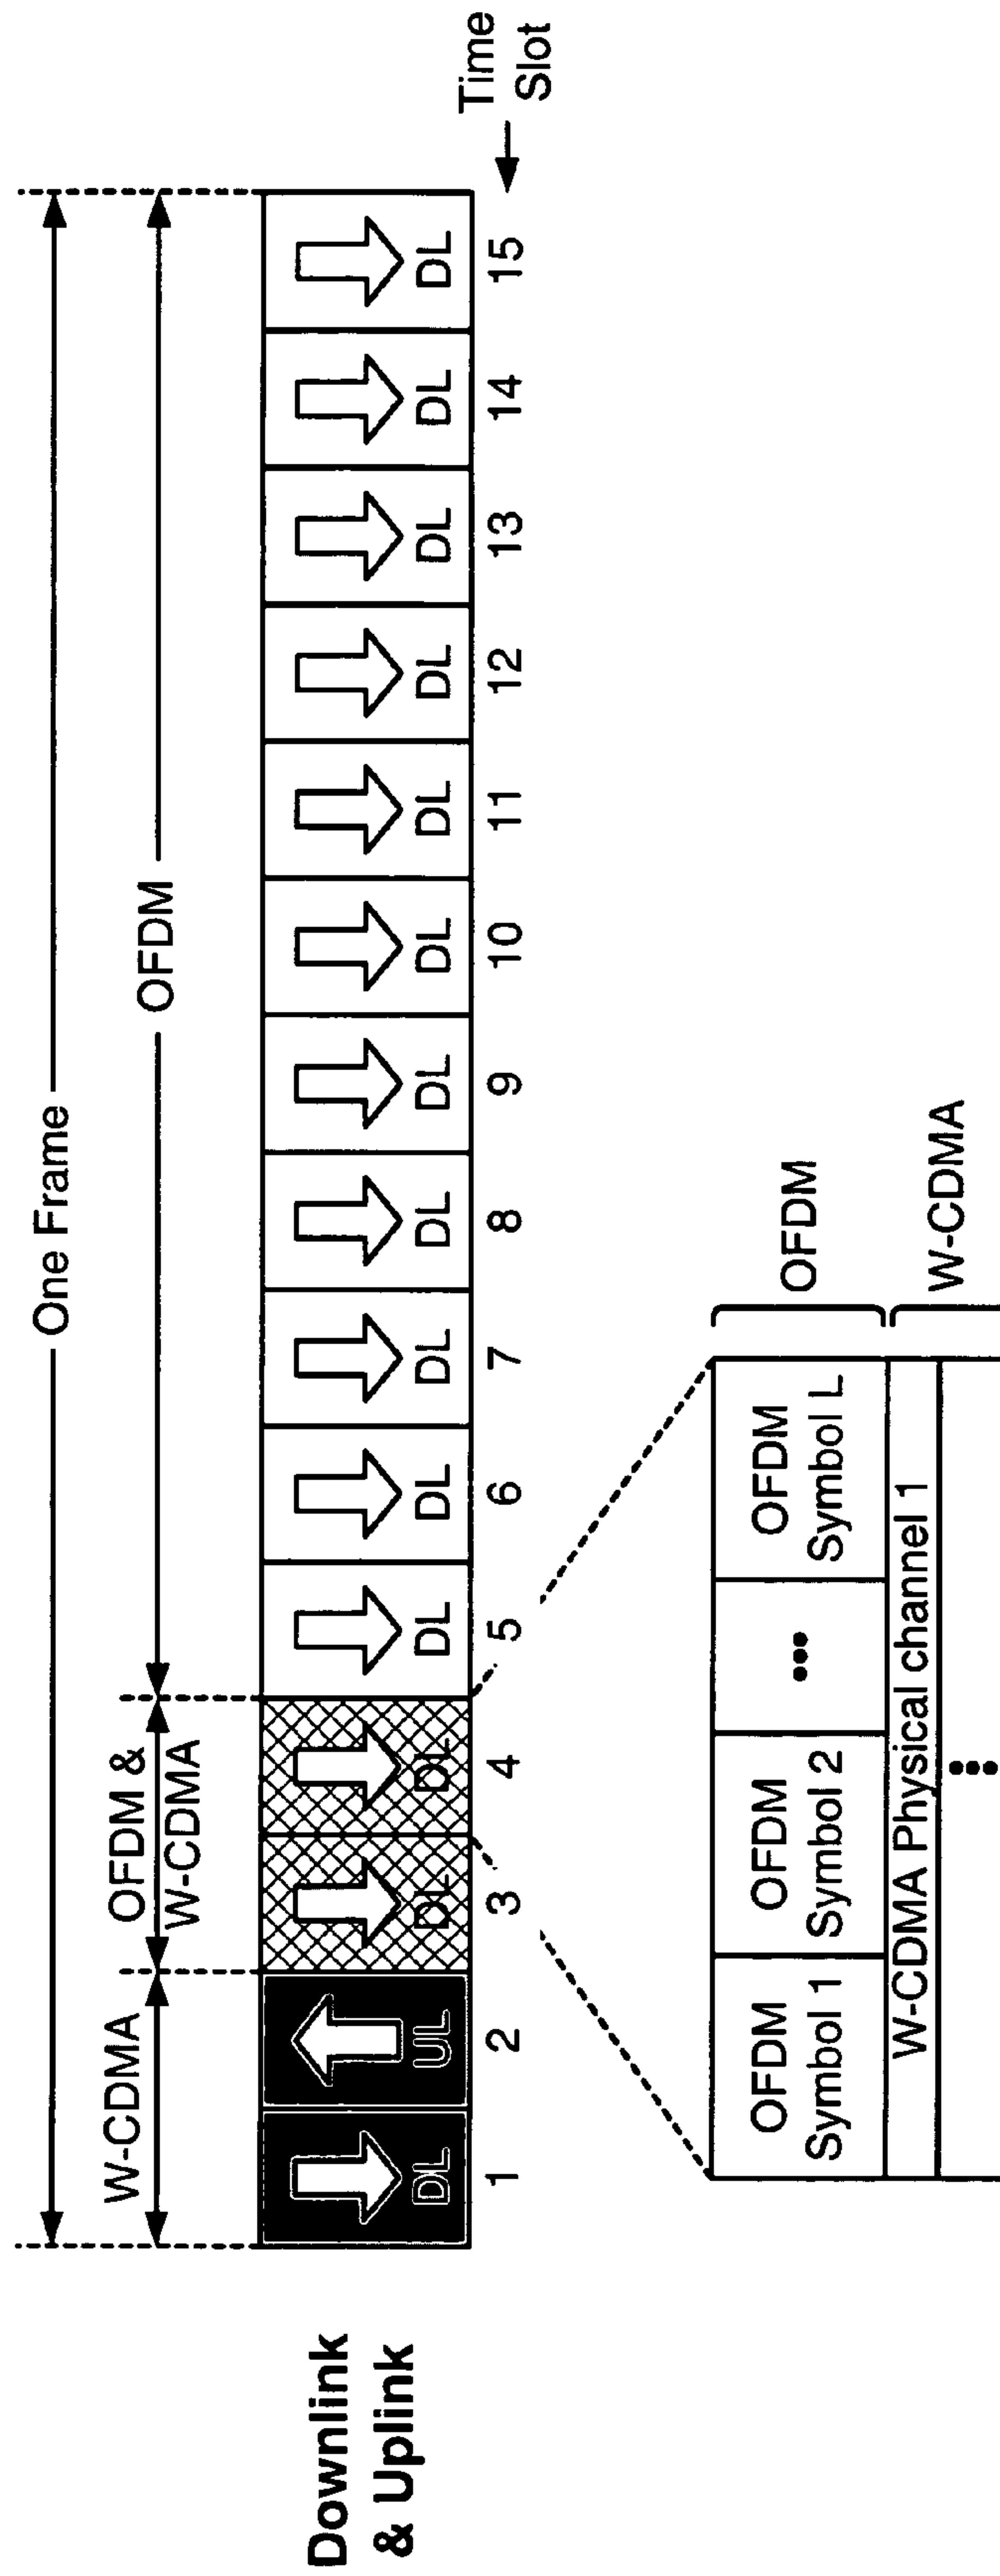 One Frame
W-CDMA
OFDM &
W-CDMA
OFDM
Downlink
& Uplink
DL
UL
DL
DL
DL
DL
DL
DL
DL
DL
DL
DL
DL
DL
DL
1
2
3
4
5
6
7
8
9
10
11
12
13
14
15
Time
Slot
OFDM
Symbol 1
OFDM
Symbol 2
•••
OFDM
Symbol L
OFDM
W-CDMA Physical channel 1
W-CDMA